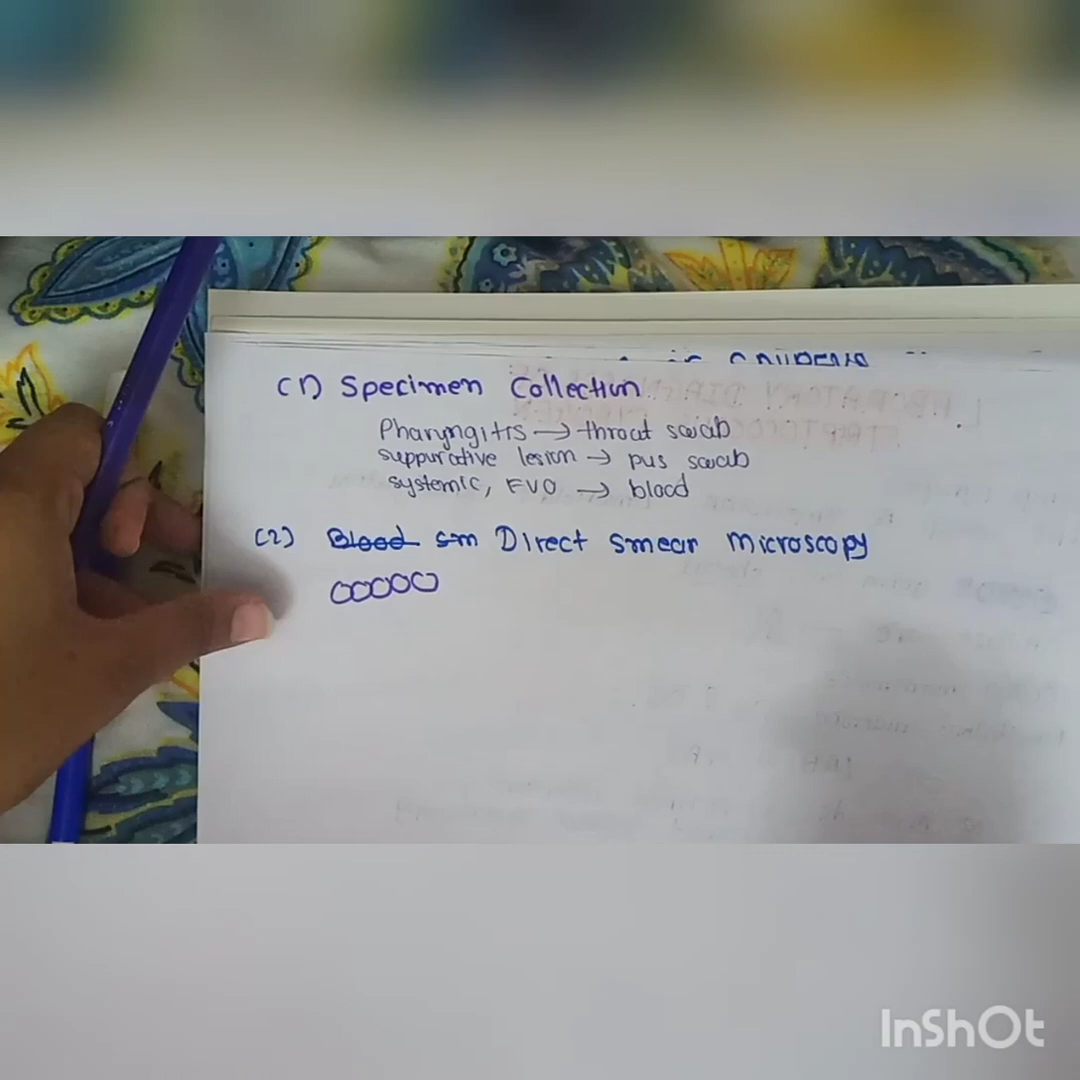 (1) Specimen Collection
Pharyngitis → throat swab
suppurative lesion → pus swab
systemic, FVO → blood
(2) Blood sm Direct smear Microscopy
InShOt